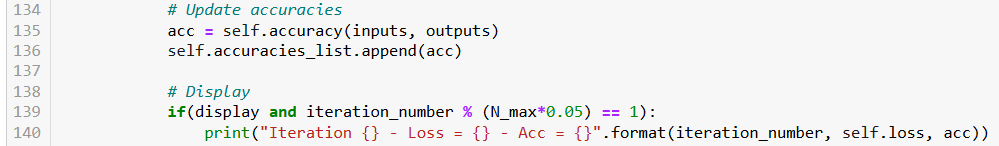 134 # Update accuracies
135 acc = self.accuracy(inputs, outputs)
136 self.accuracies_list.append(acc)
137
138 # Display
139 if(display and iteration_number % (N_max*0.05) == 1):
140 print("Iteration {} - Loss = {} - Acc = {}".format(iteration_number, self.loss, acc))